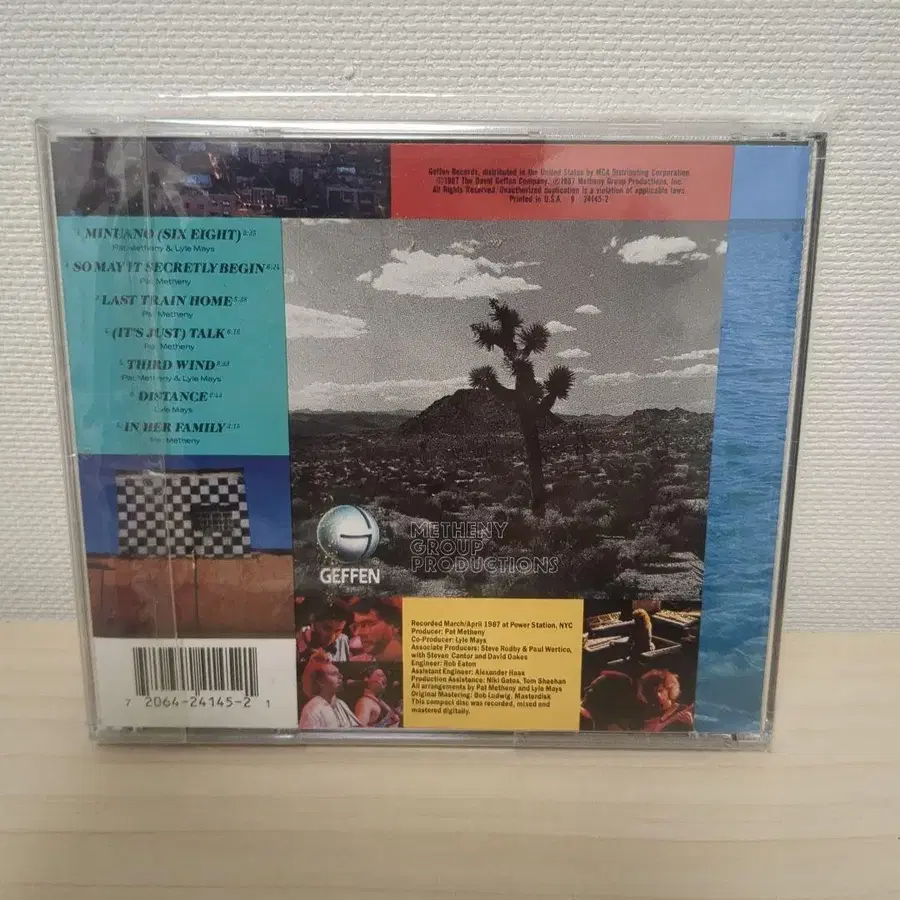 Geffen Records, distributed in the United States by MCA Distributing Corporation
©1987 The David Geffen Company. ℗1987 Metheny Group Productions, Inc.
All Rights Reserved. Unauthorized duplication is a violation of applicable laws.
Printed in U.S.A. 9 24145-2
MINUANO (SIX EIGHT)
Pat Metheny & Lyle Mays
SO MAY IT SECRETLY BEGIN
Pat Metheny
LAST TRAIN HOME
Pat Metheny
(IT'S JUST) TALK
Pat Metheny
THIRD WIND
Pat Metheny & Lyle Mays
DISTANCE
Lyle Mays
IN HER FAMILY
Pat Metheny
GEFFEN
METHENY
GROUP
PRODUCTIONS
Recorded March/April 1987 at Power Station, NYC
Producer: Pat Metheny
Co-Producer: Lyle Mays
Associate Producers: Steve Rodby & Paul Wertico,
with Steven Cantor and David Oakes
Engineer: Rob Eaton
Assistant Engineer: Alexander Haas
Production Assistance: Niki Gates, Tom Sheehan
All arrangements by Pat Metheny and Lyle Mays
Original Mastering: Bob Ludwig, Masterdisk
This compact disc was recorded, mixed and
mastered digitally.
7 2064-24145-2 1